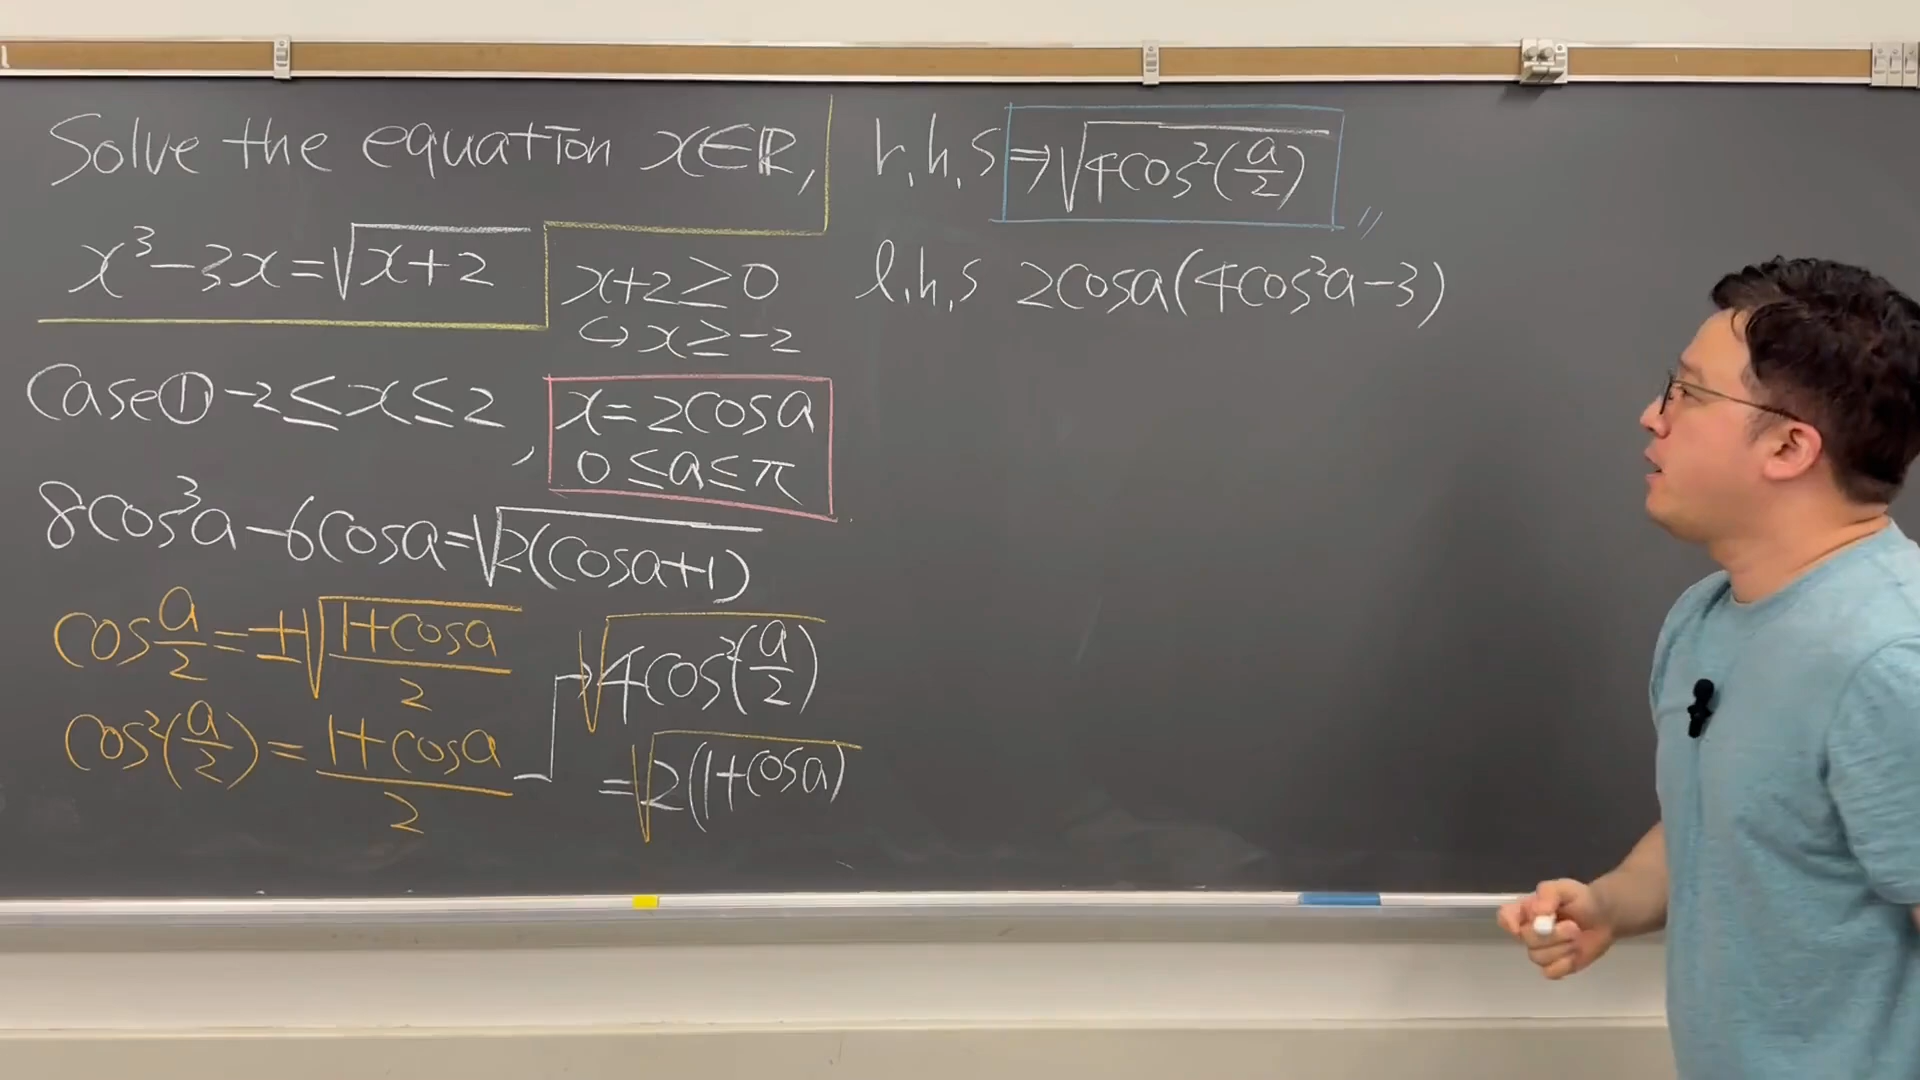 Solve the equation x∈ℝ,
x³-3x=√(x+2)
x+2≥0
↪x≥-2
Case① -2≤x≤2,
x=2cosa
0≤a≤π
8cos³a-6cosa=√(2(cosa+1))
cos a/2 = ±√((1+cosa)/2)
cos²(a/2) = (1+cosa)/2
→√(4cos²(a/2))
=√(2(1+cosa))
r.h.s ⇒√(4cos²(a/2))〃
l.h.s 2cosa(4cos²a-3)